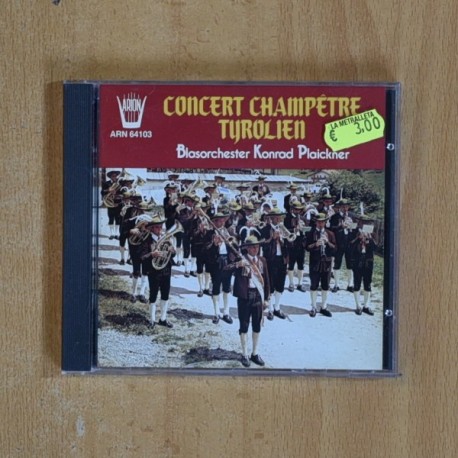 ARION
ARN 64103
CONCERT CHAMPÊTRE
TYROLIEN
Blasorchester Konrad Plaickner
LA METRALLETA
€ 3,00